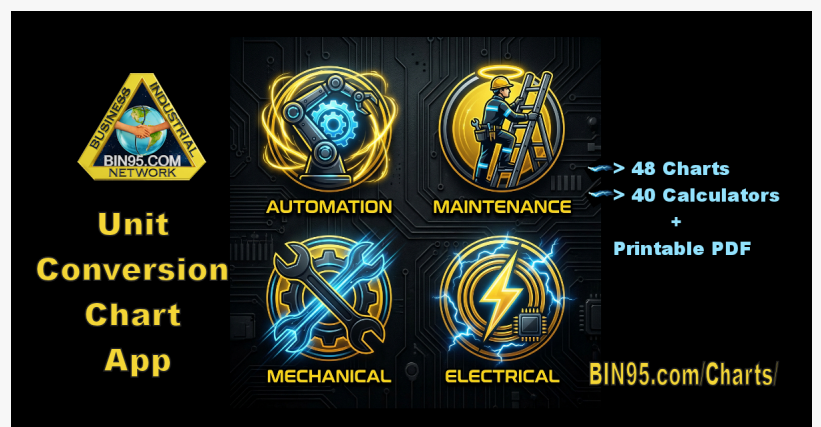 BUSINESS
INDUSTRIAL
BIN95.COM
NETWORK
Unit
Conversion
Chart
App
AUTOMATION
MAINTENANCE
MECHANICAL
ELECTRICAL
> 48 Charts
> 40 Calculators
+
Printable PDF
BIN95.com/Charts/